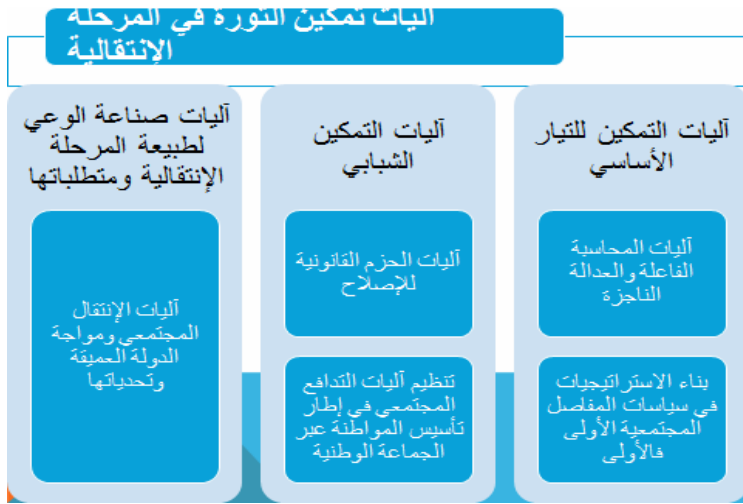 آليات تمكين الثورة في المرحلة
الإنتقالية
آليات التمكين للتيار
الأساسي
آليات المحاسبة
الفاعلة والعدالة
الناجزة
بناء الاستراتيجيات
في سياسات المفاصل
المجتمعية الأولى
فالأولى
آليات التمكين
الشبابي
آليات الحزم القانونية
للإصلاح
تنظيم آليات التدافع
المجتمعي في إطار
تأسيس المواطنة عبر
الجماعة الوطنية
آليات صناعة الوعي
لطبيعة المرحلة
الإنتقالية ومتطلباتها
آليات الإنتقال
المجتمعي ومواجة
الدولة العميقة
وتحدياتها